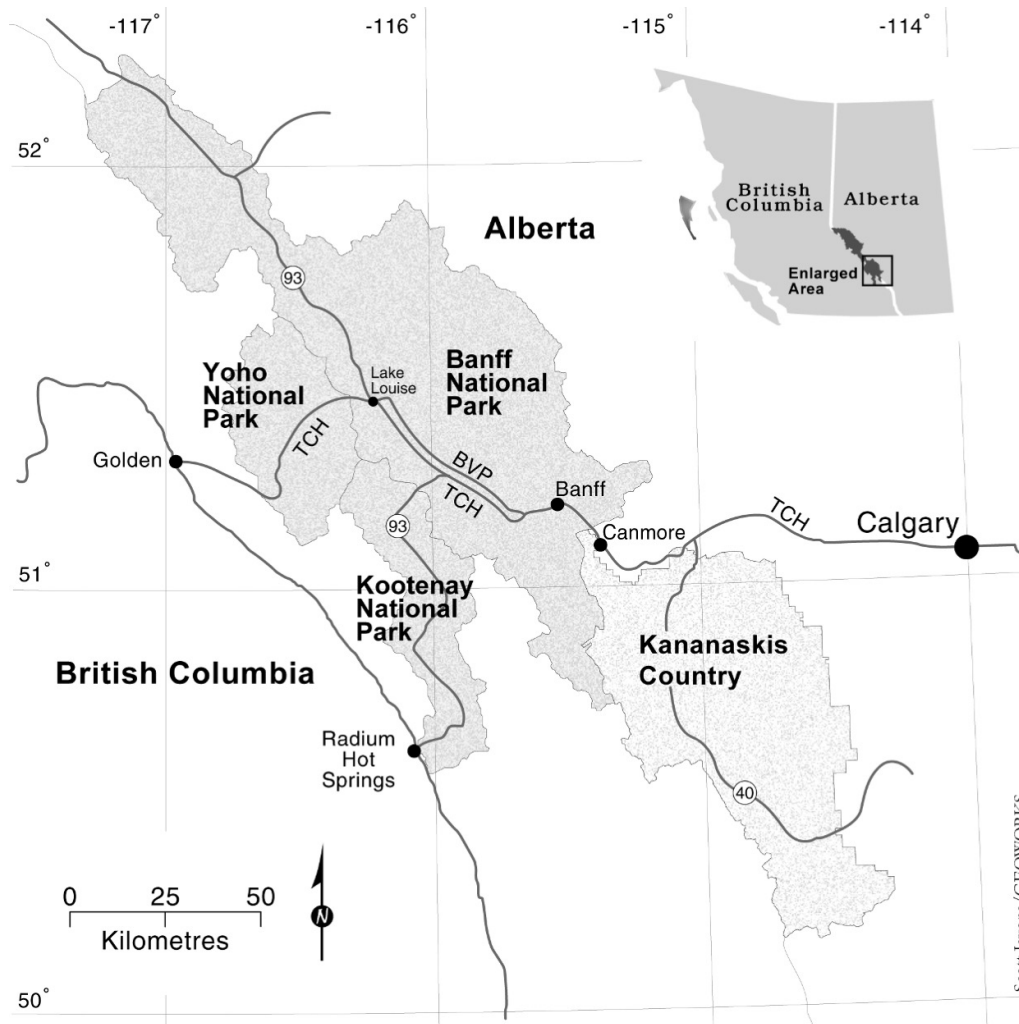 -117°
-116°
-115°
-114°
52°
British
Columbia
Alberta
Enlarged
Area
Alberta
93
Yoho
National
Park
Lake
Louise
Banff
National
Park
TCH
Golden
BVP
TCH
Banff
93
Canmore
TCH
Calgary
51°
Kootenay
National
Park
Kananaskis
Country
British Columbia
Radium
Hot
Springs
40
0
25
50
Kilometres
N
50°